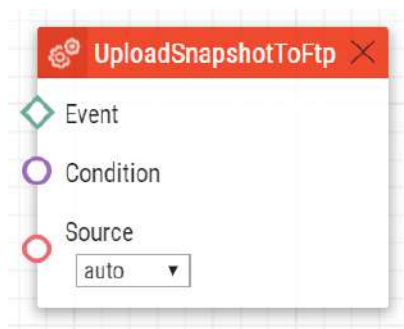 UploadSnapshotToFtp
Event
Condition
Source
auto